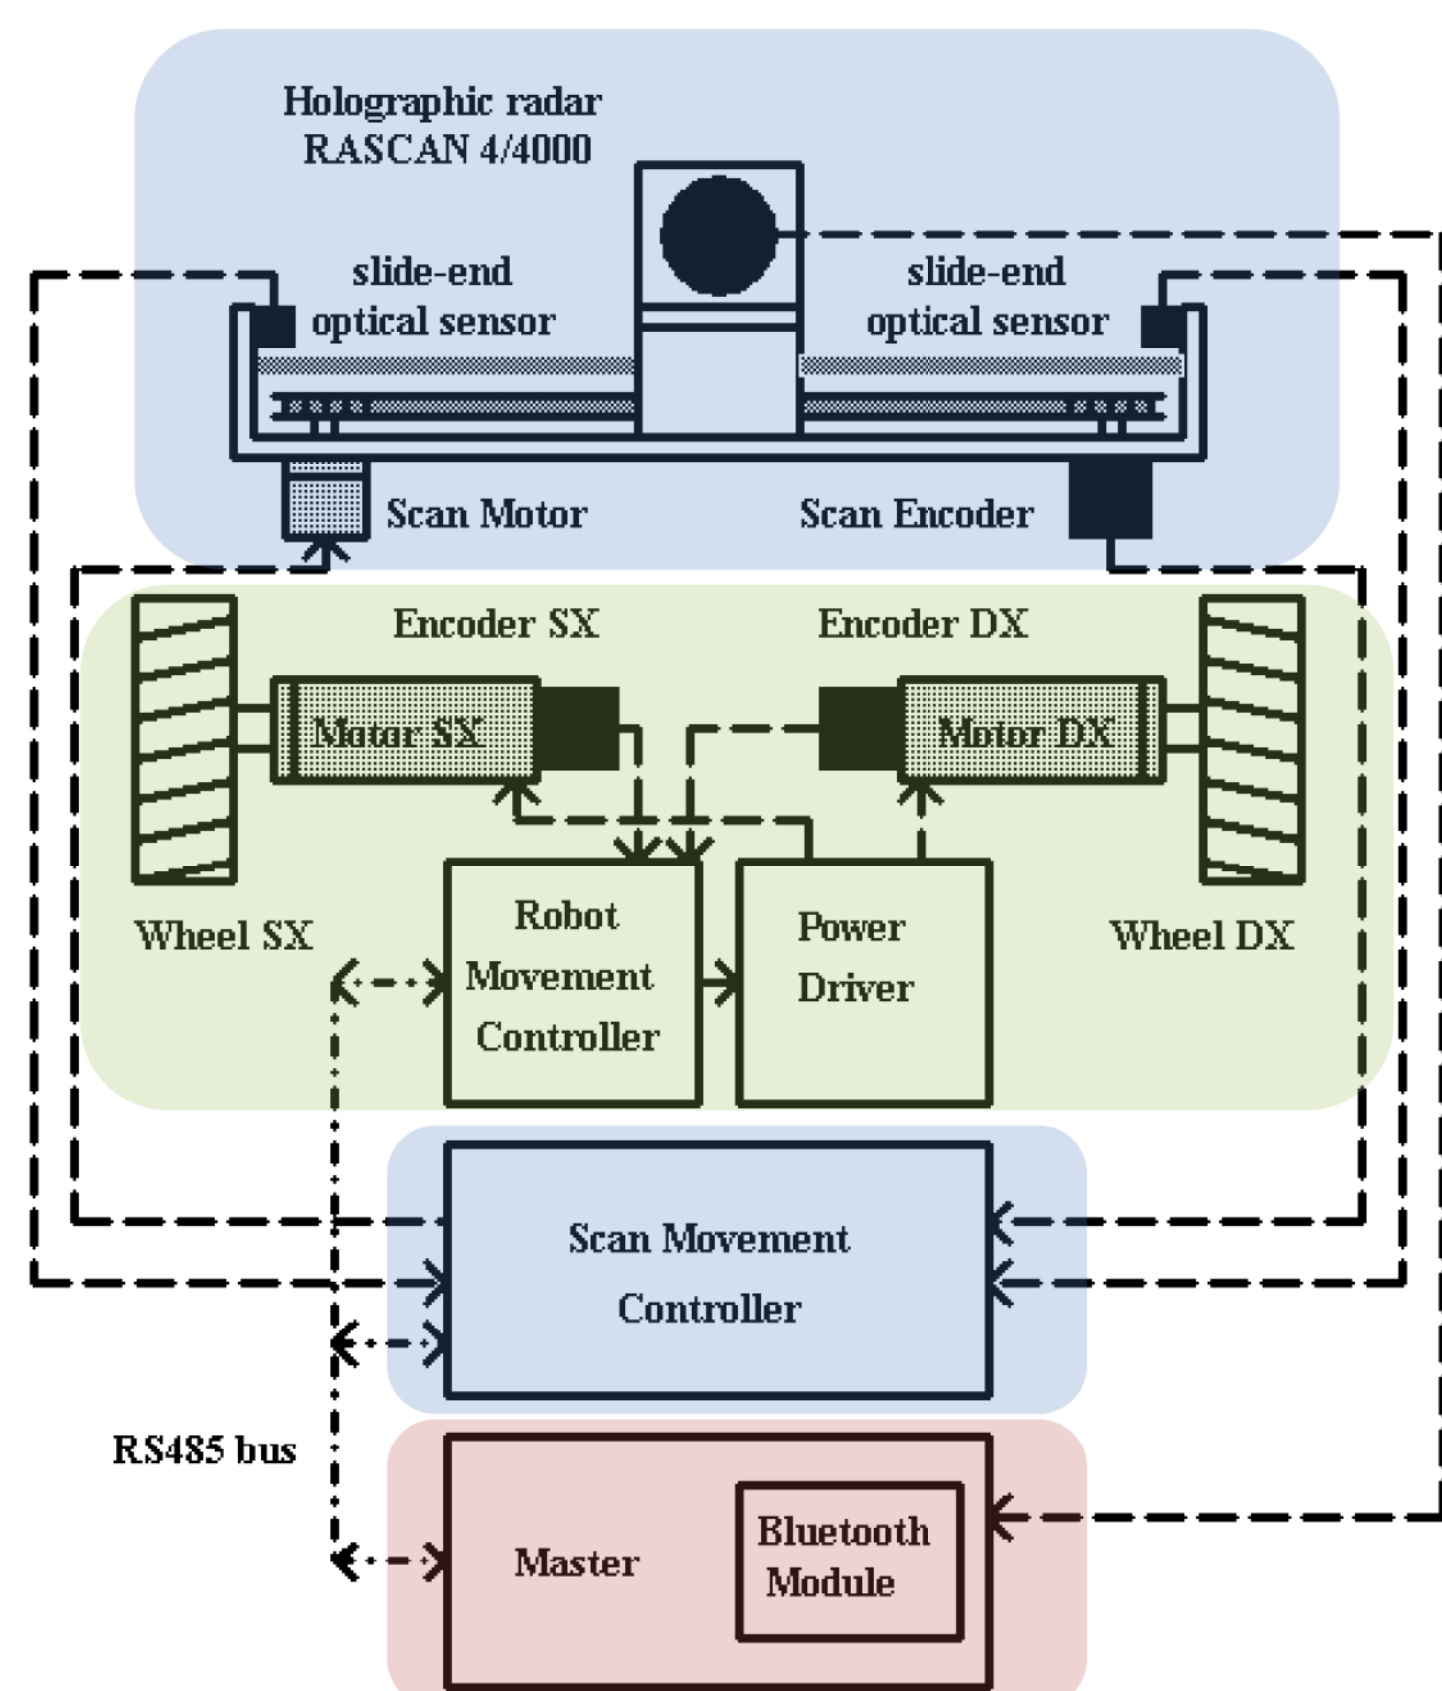 Holographic radar
RASCAN 4/4000
slide-end
optical sensor
slide-end
optical sensor
Scan Motor
Scan Encoder
Encoder SX
Encoder DX
Motor SX
Motor DX
Wheel SX
Wheel DX
Robot
Movement
Controller
Power
Driver
Scan Movement
Controller
RS485 bus
Master
Bluetooth
Module